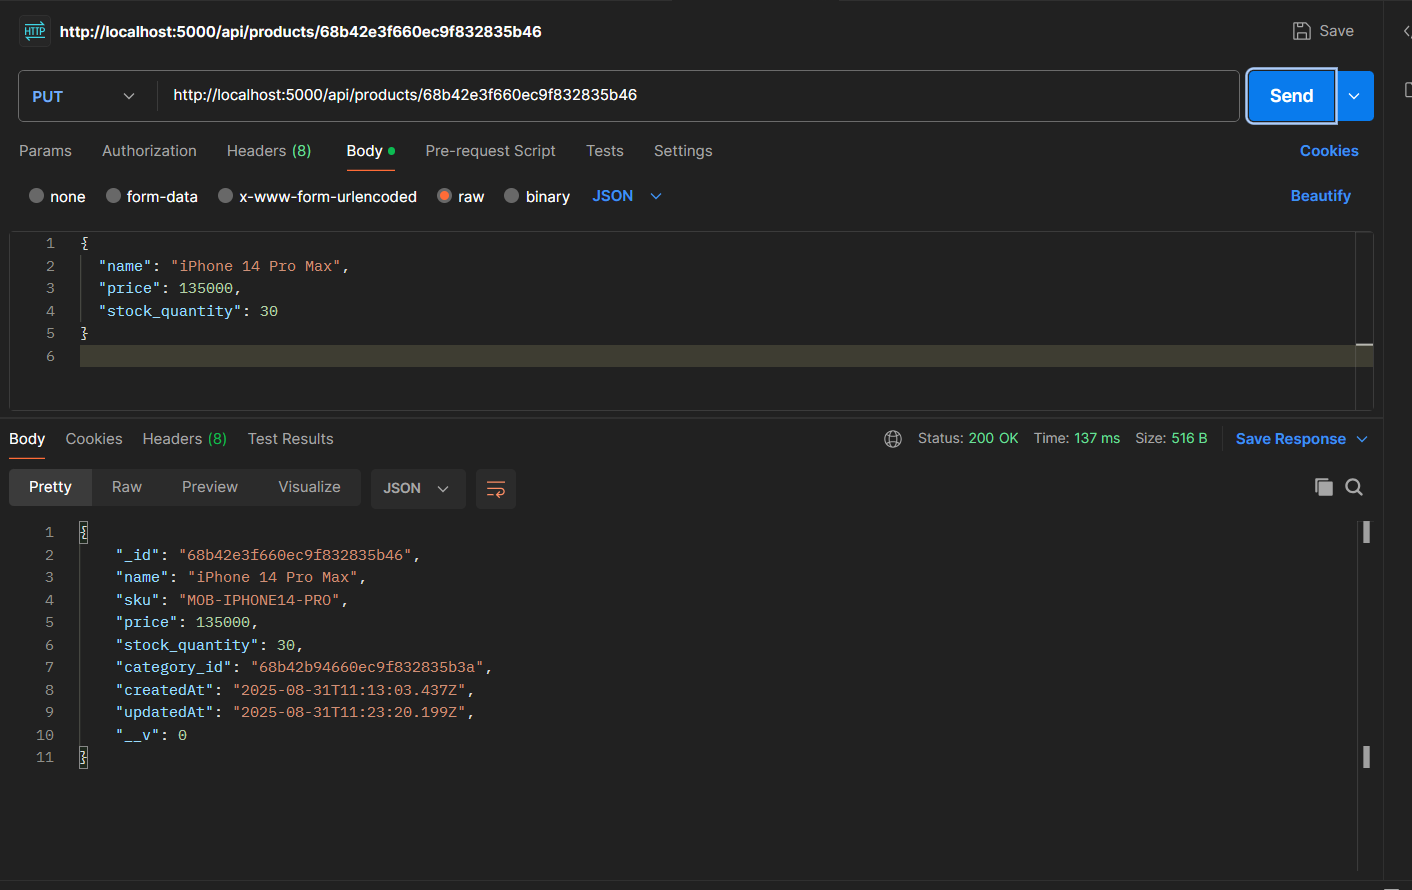 HTTP http://localhost:5000/api/products/68b42e3f660ec9f832835b46 Save
PUT http://localhost:5000/api/products/68b42e3f660ec9f832835b46 Send
Params Authorization Headers (8) Body Pre-request Script Tests Settings Cookies
none form-data x-www-form-urlencoded raw binary JSON Beautify
1 {
2 "name": "iPhone 14 Pro Max",
3 "price": 135000,
4 "stock_quantity": 30
5 }
6
Body Cookies Headers (8) Test Results Status: 200 OK Time: 137 ms Size: 516 B Save Response
Pretty Raw Preview Visualize JSON
1 {
2 "_id": "68b42e3f660ec9f832835b46",
3 "name": "iPhone 14 Pro Max",
4 "sku": "MOB-IPHONE14-PRO",
5 "price": 135000,
6 "stock_quantity": 30,
7 "category_id": "68b42b94660ec9f832835b3a",
8 "createdAt": "2025-08-31T11:13:03.437Z",
9 "updatedAt": "2025-08-31T11:23:20.199Z",
10 "__v": 0
11 }